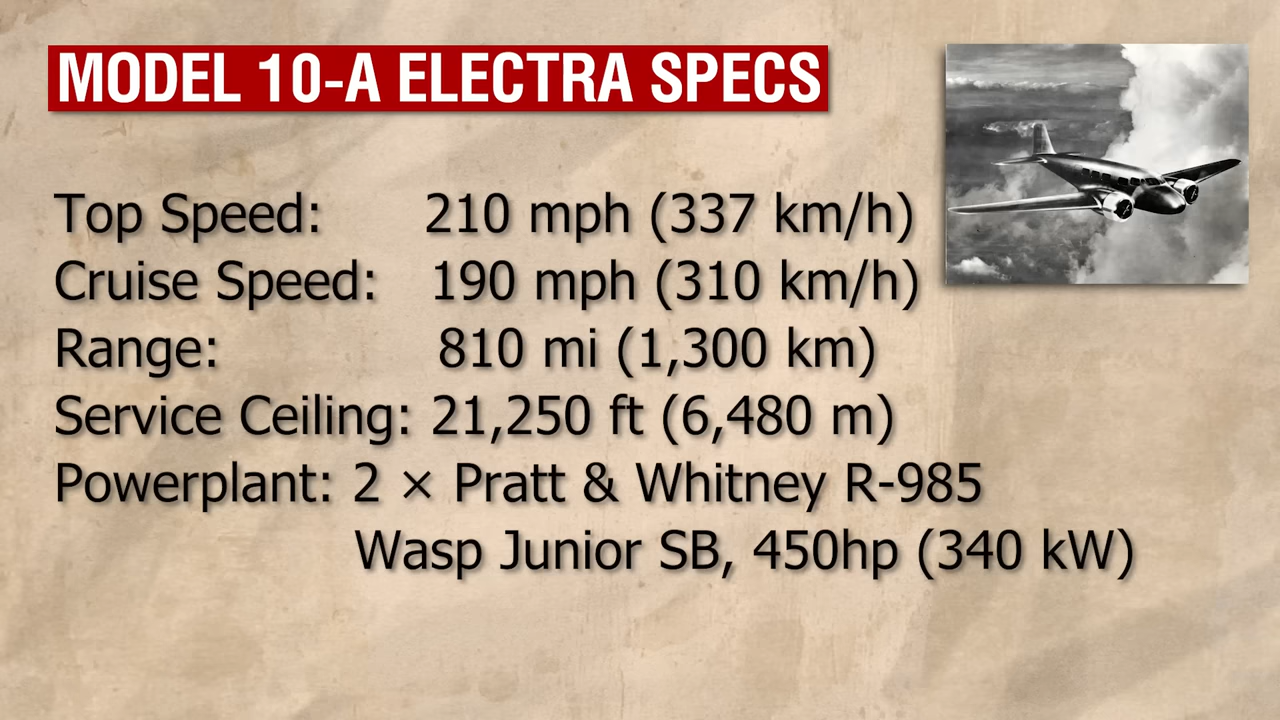 MODEL 10-A ELECTRA SPECS
Top Speed: 210 mph (337 km/h)
Cruise Speed: 190 mph (310 km/h)
Range: 810 mi (1,300 km)
Service Ceiling: 21,250 ft (6,480 m)
Powerplant: 2 × Pratt & Whitney R-985
Wasp Junior SB, 450hp (340 kW)